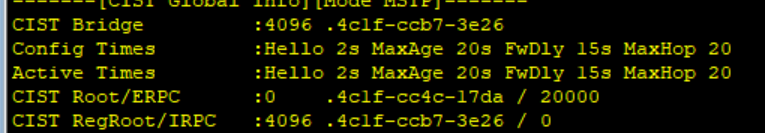 -------[CIST Global Info][Mode MSTP]-------
CIST Bridge         :4096 .4c1f-ccb7-3e26
Config Times        :Hello 2s MaxAge 20s FwDly 15s MaxHop 20
Active Times        :Hello 2s MaxAge 20s FwDly 15s MaxHop 20
CIST Root/ERPC      :0    .4c1f-cc4c-17da / 20000
CIST RegRoot/IRPC   :4096 .4c1f-ccb7-3e26 / 0